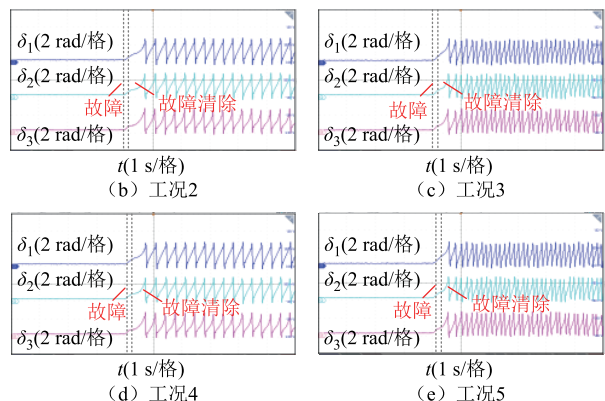 δ1(2 rad/格)
δ2(2 rad/格)
故障
故障清除
δ3(2 rad/格)
t(1 s/格)
（b）工况2
δ1(2 rad/格)
δ2(2 rad/格)
故障
故障清除
δ3(2 rad/格)
t(1 s/格)
（c）工况3
δ1(2 rad/格)
δ2(2 rad/格)
故障
故障清除
δ3(2 rad/格)
t(1 s/格)
（d）工况4
δ1(2 rad/格)
δ2(2 rad/格)
故障
故障清除
δ3(2 rad/格)
t(1 s/格)
（e）工况5